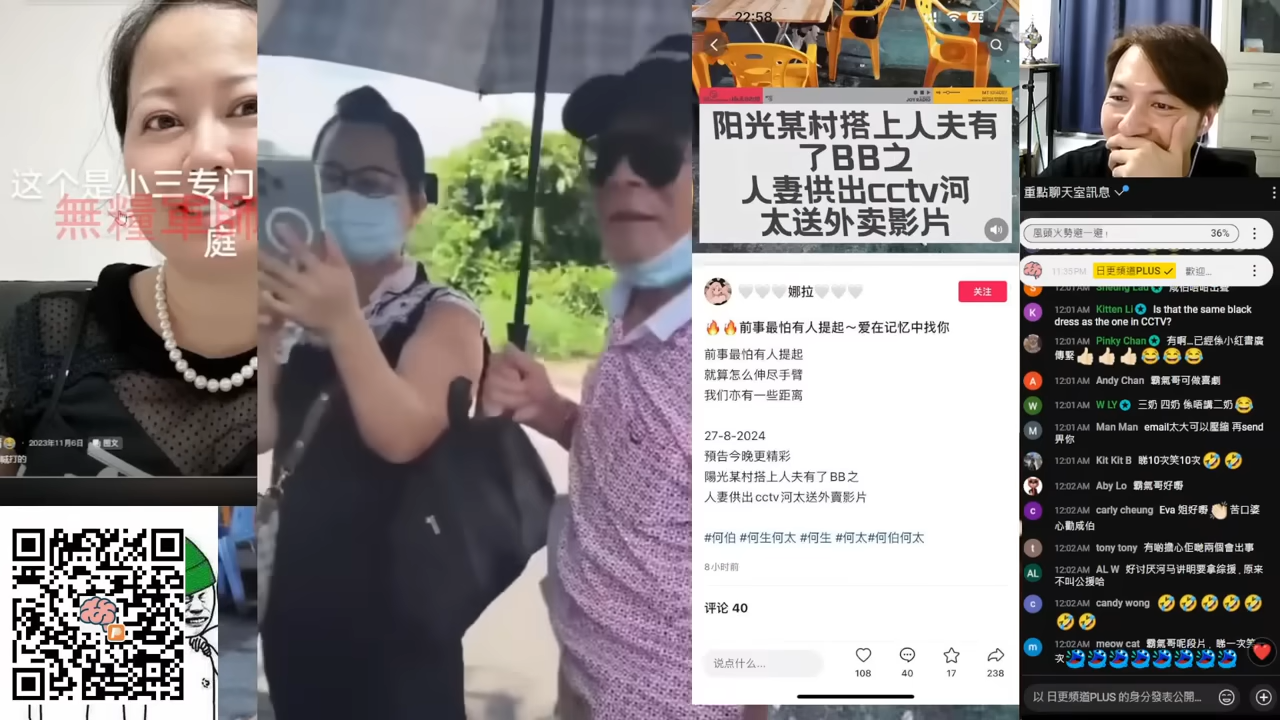 这个是小三专门
無糧軍師
庭
2023年11月6日
图文
喊打的
22:58
75
阳光某村搭上人夫有
了BB之
人妻供出cctv河
太送外卖影片
🤍🤍🤍娜拉🤍🤍🤍
关注
🔥🔥前事最怕有人提起～爱在记忆中找你
前事最怕有人提起
就算怎么伸尽手臂
我们亦有一些距离
27-8-2024
預告今晚更精彩
陽光某村搭上人夫有了BB之
人妻供出cctv河太送外賣影片
#何伯 #何生何太 #何生 #何太#何伯何太
8小时前
评论 40
说点什么...
108
40
17
238
重點聊天室訊息
風頭火勢避一避!
36%
11:35PM 日更頻道PLUS ✓ 歡迎...
12:01AM Kitten Li Is that the same black
dress as the one in CCTV?
12:01AM Pinky Chan 有啊...已經係小紅書廣
傳緊👍🏻👍🏻👍🏻😂😂😂
12:01AM Andy Chan 霸氣哥可做喜劇
12:01AM W LY 三奶 四奶 係唔講二奶😂
12:01AM Man Man email太大可以壓縮 再send
畀你
12:01AM Kit Kit B 睇10次笑10次🤣🤣
12:02AM Aby Lo 霸氣哥好嘢
12:02AM carly cheung Eva 姐好嘢👏🏻苦口婆
心勸咸伯
12:02AM tony tony 有啲擔心佢哋兩個會出事
12:02AM AL W 好讨厌河马讲明要拿綜援，原来
不叫公援哈
12:02AM candy wong 🤣🤣🤣🤣🤣
🤣🤣
12:02AM meow cat 霸氣哥呢段片，睇一次笑
次
以 日更頻道PLUS 的身分發表公開...